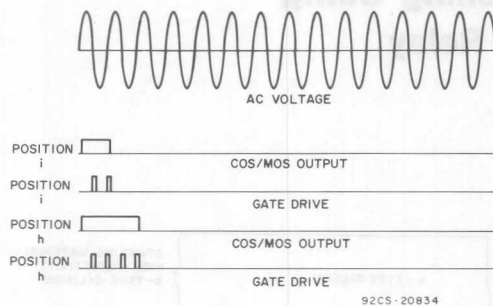 AC VOLTAGE
POSITION
i
COS/MOS OUTPUT
POSITION
i
GATE DRIVE
POSITION
h
COS/MOS OUTPUT
POSITION
h
GATE DRIVE
92CS-20834